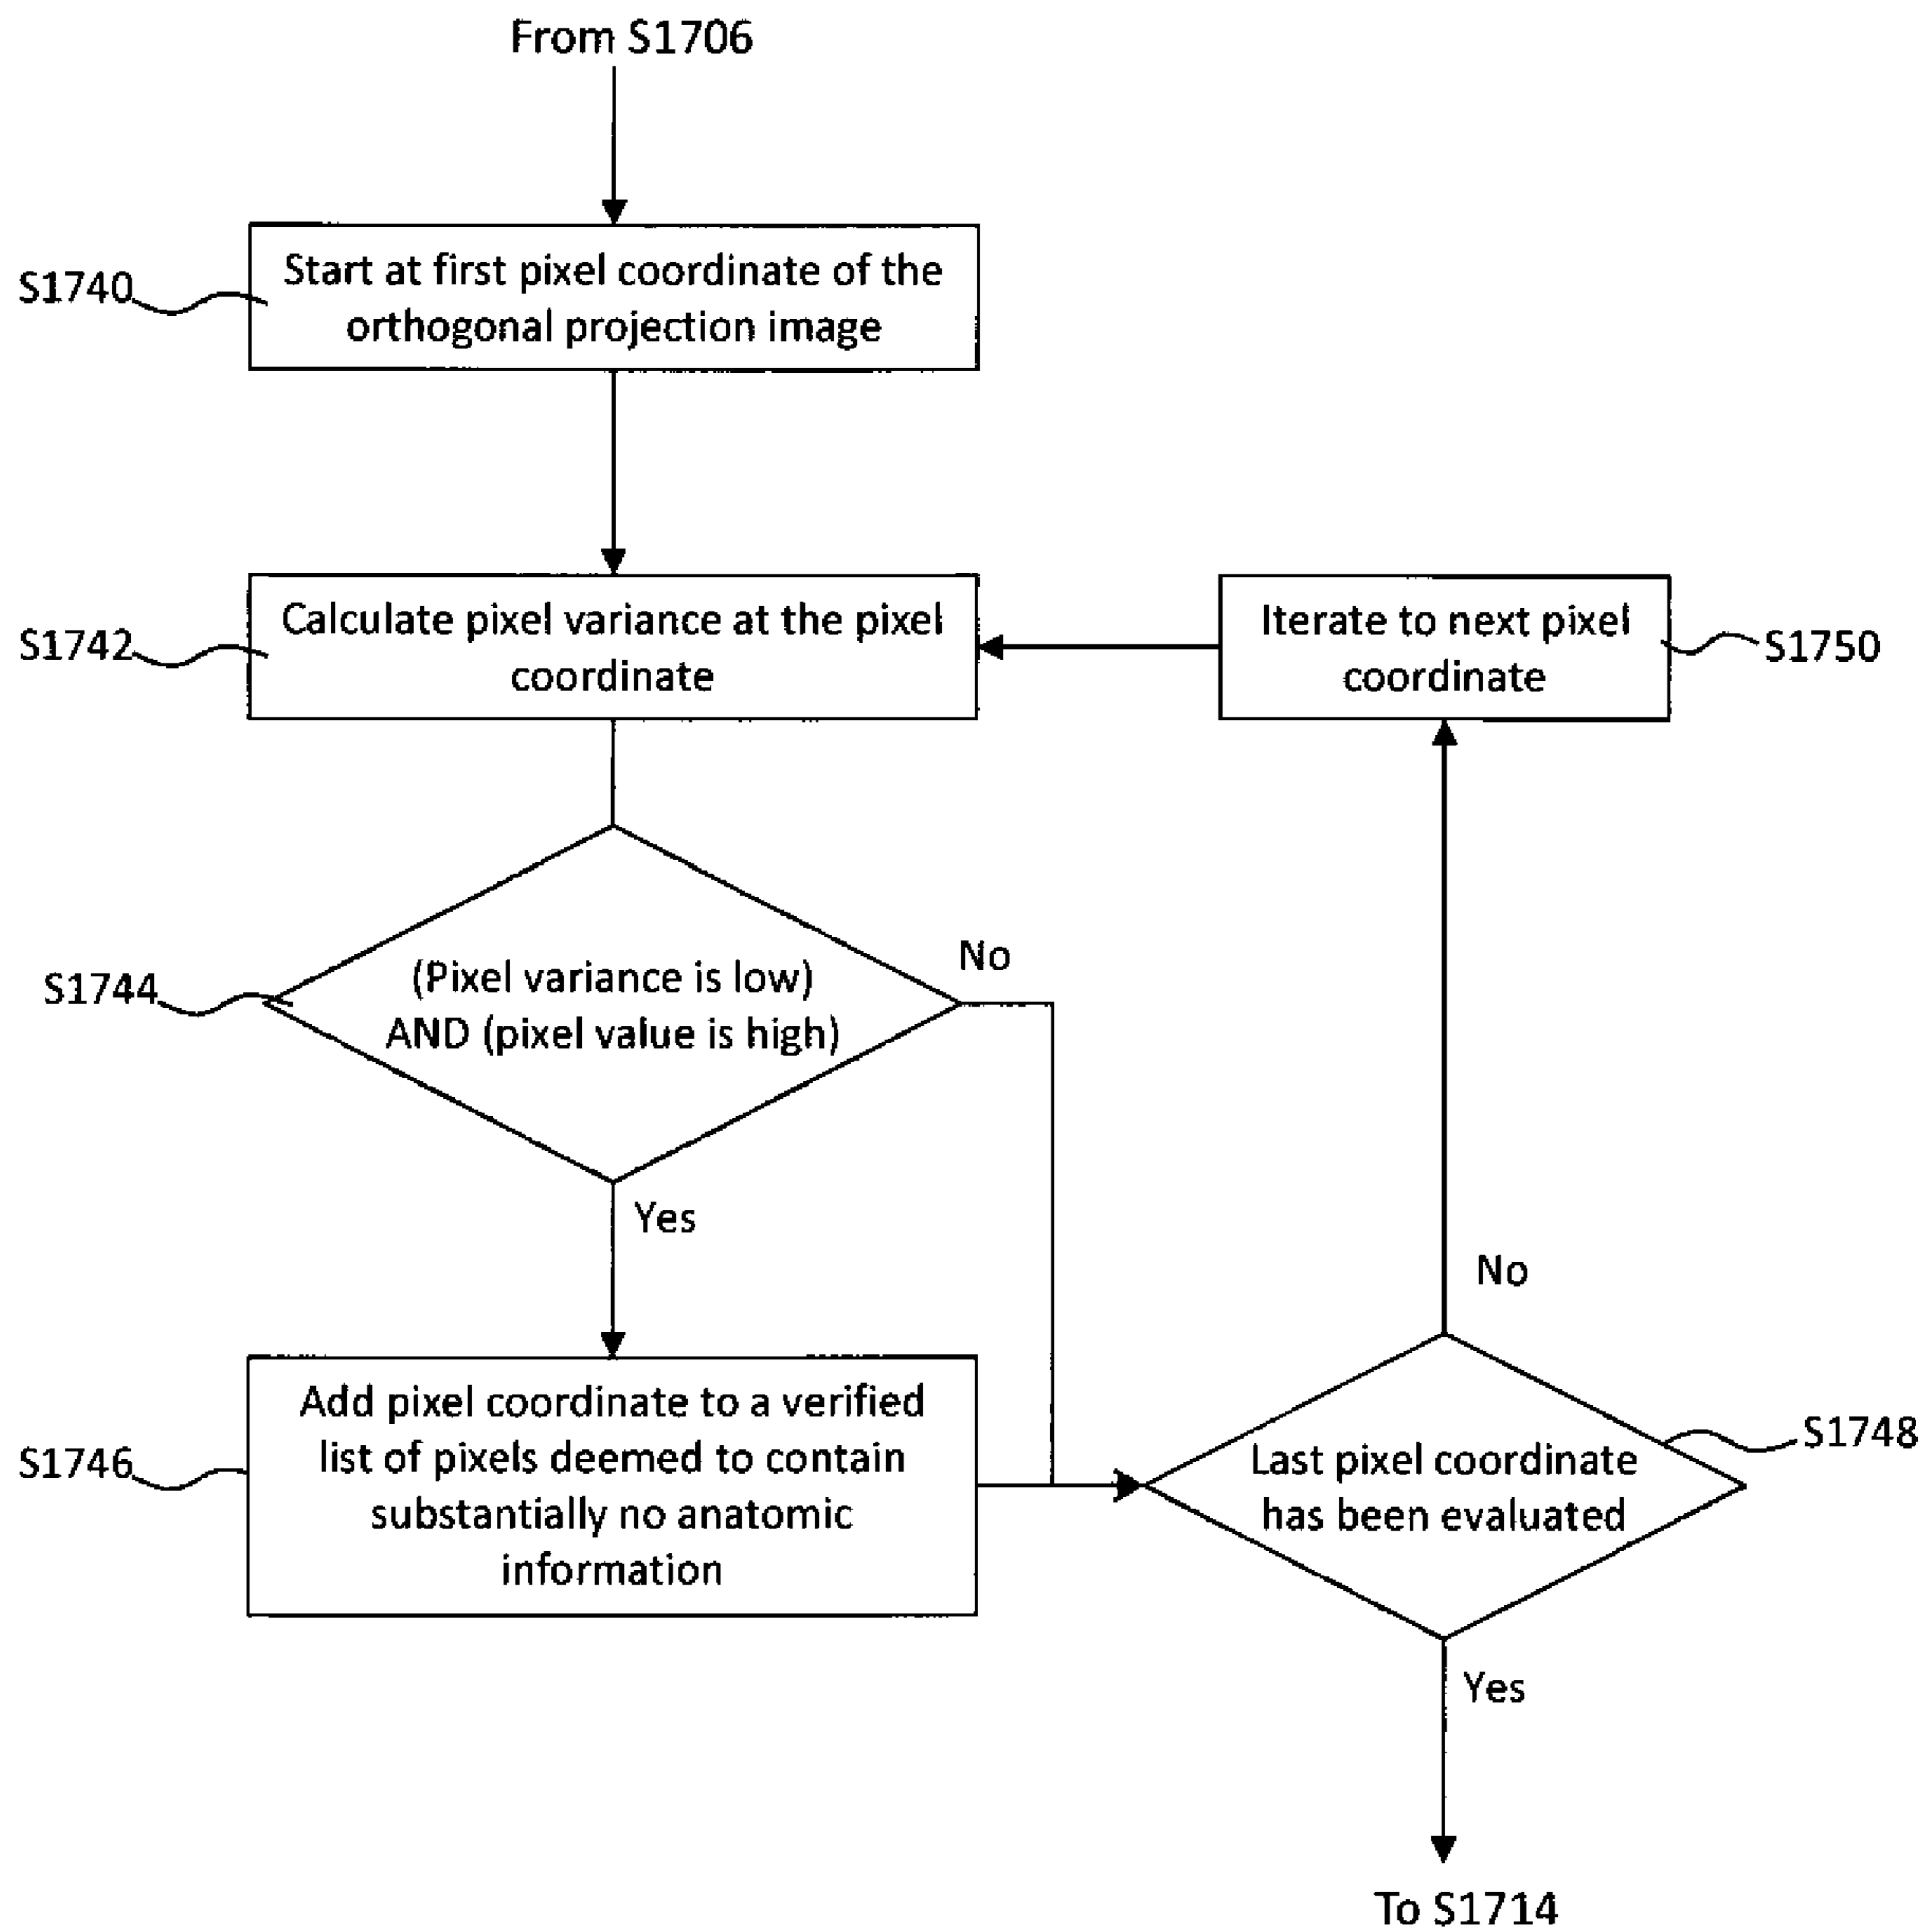 From S1706
S1740
Start at first pixel coordinate of the
orthogonal projection image
S1742
Calculate pixel variance at the pixel
coordinate
Iterate to next pixel
coordinate
S1750
S1744
(Pixel variance is low)
AND (pixel value is high)
No
Yes
No
S1746
Add pixel coordinate to a verified
list of pixels deemed to contain
substantially no anatomic
information
Last pixel coordinate
has been evaluated
S1748
Yes
To S1714